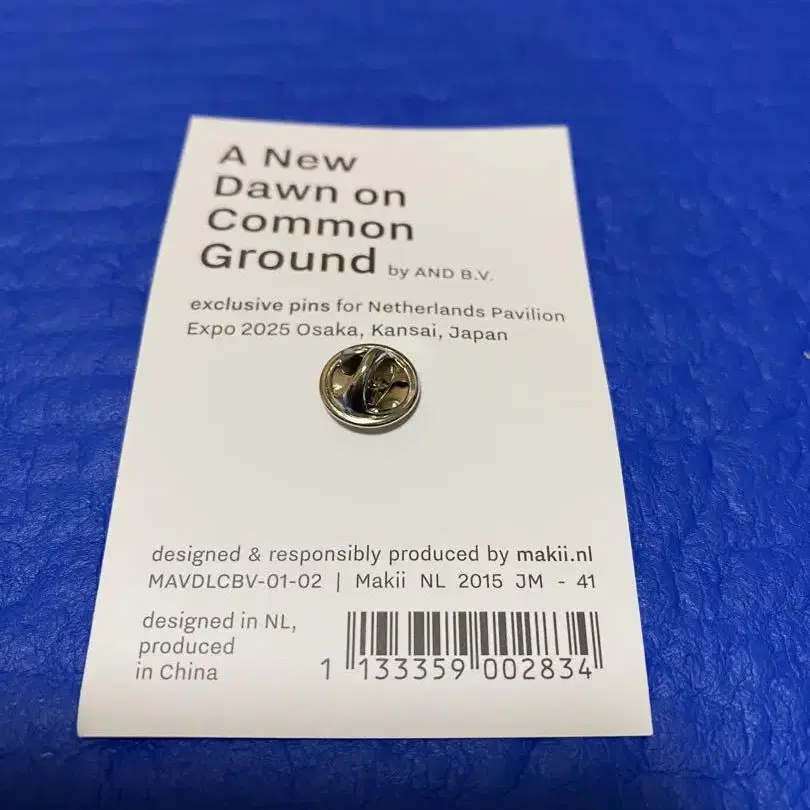 A New
Dawn on
Common
Ground by AND B.V.
exclusive pins for Netherlands Pavilion
Expo 2025 Osaka, Kansai, Japan
designed & responsibly produced by makii.nl
MAVDLCBV-01-02 | Makii NL 2015 JM - 41
designed in NL,
produced
in China
1 133359 002834